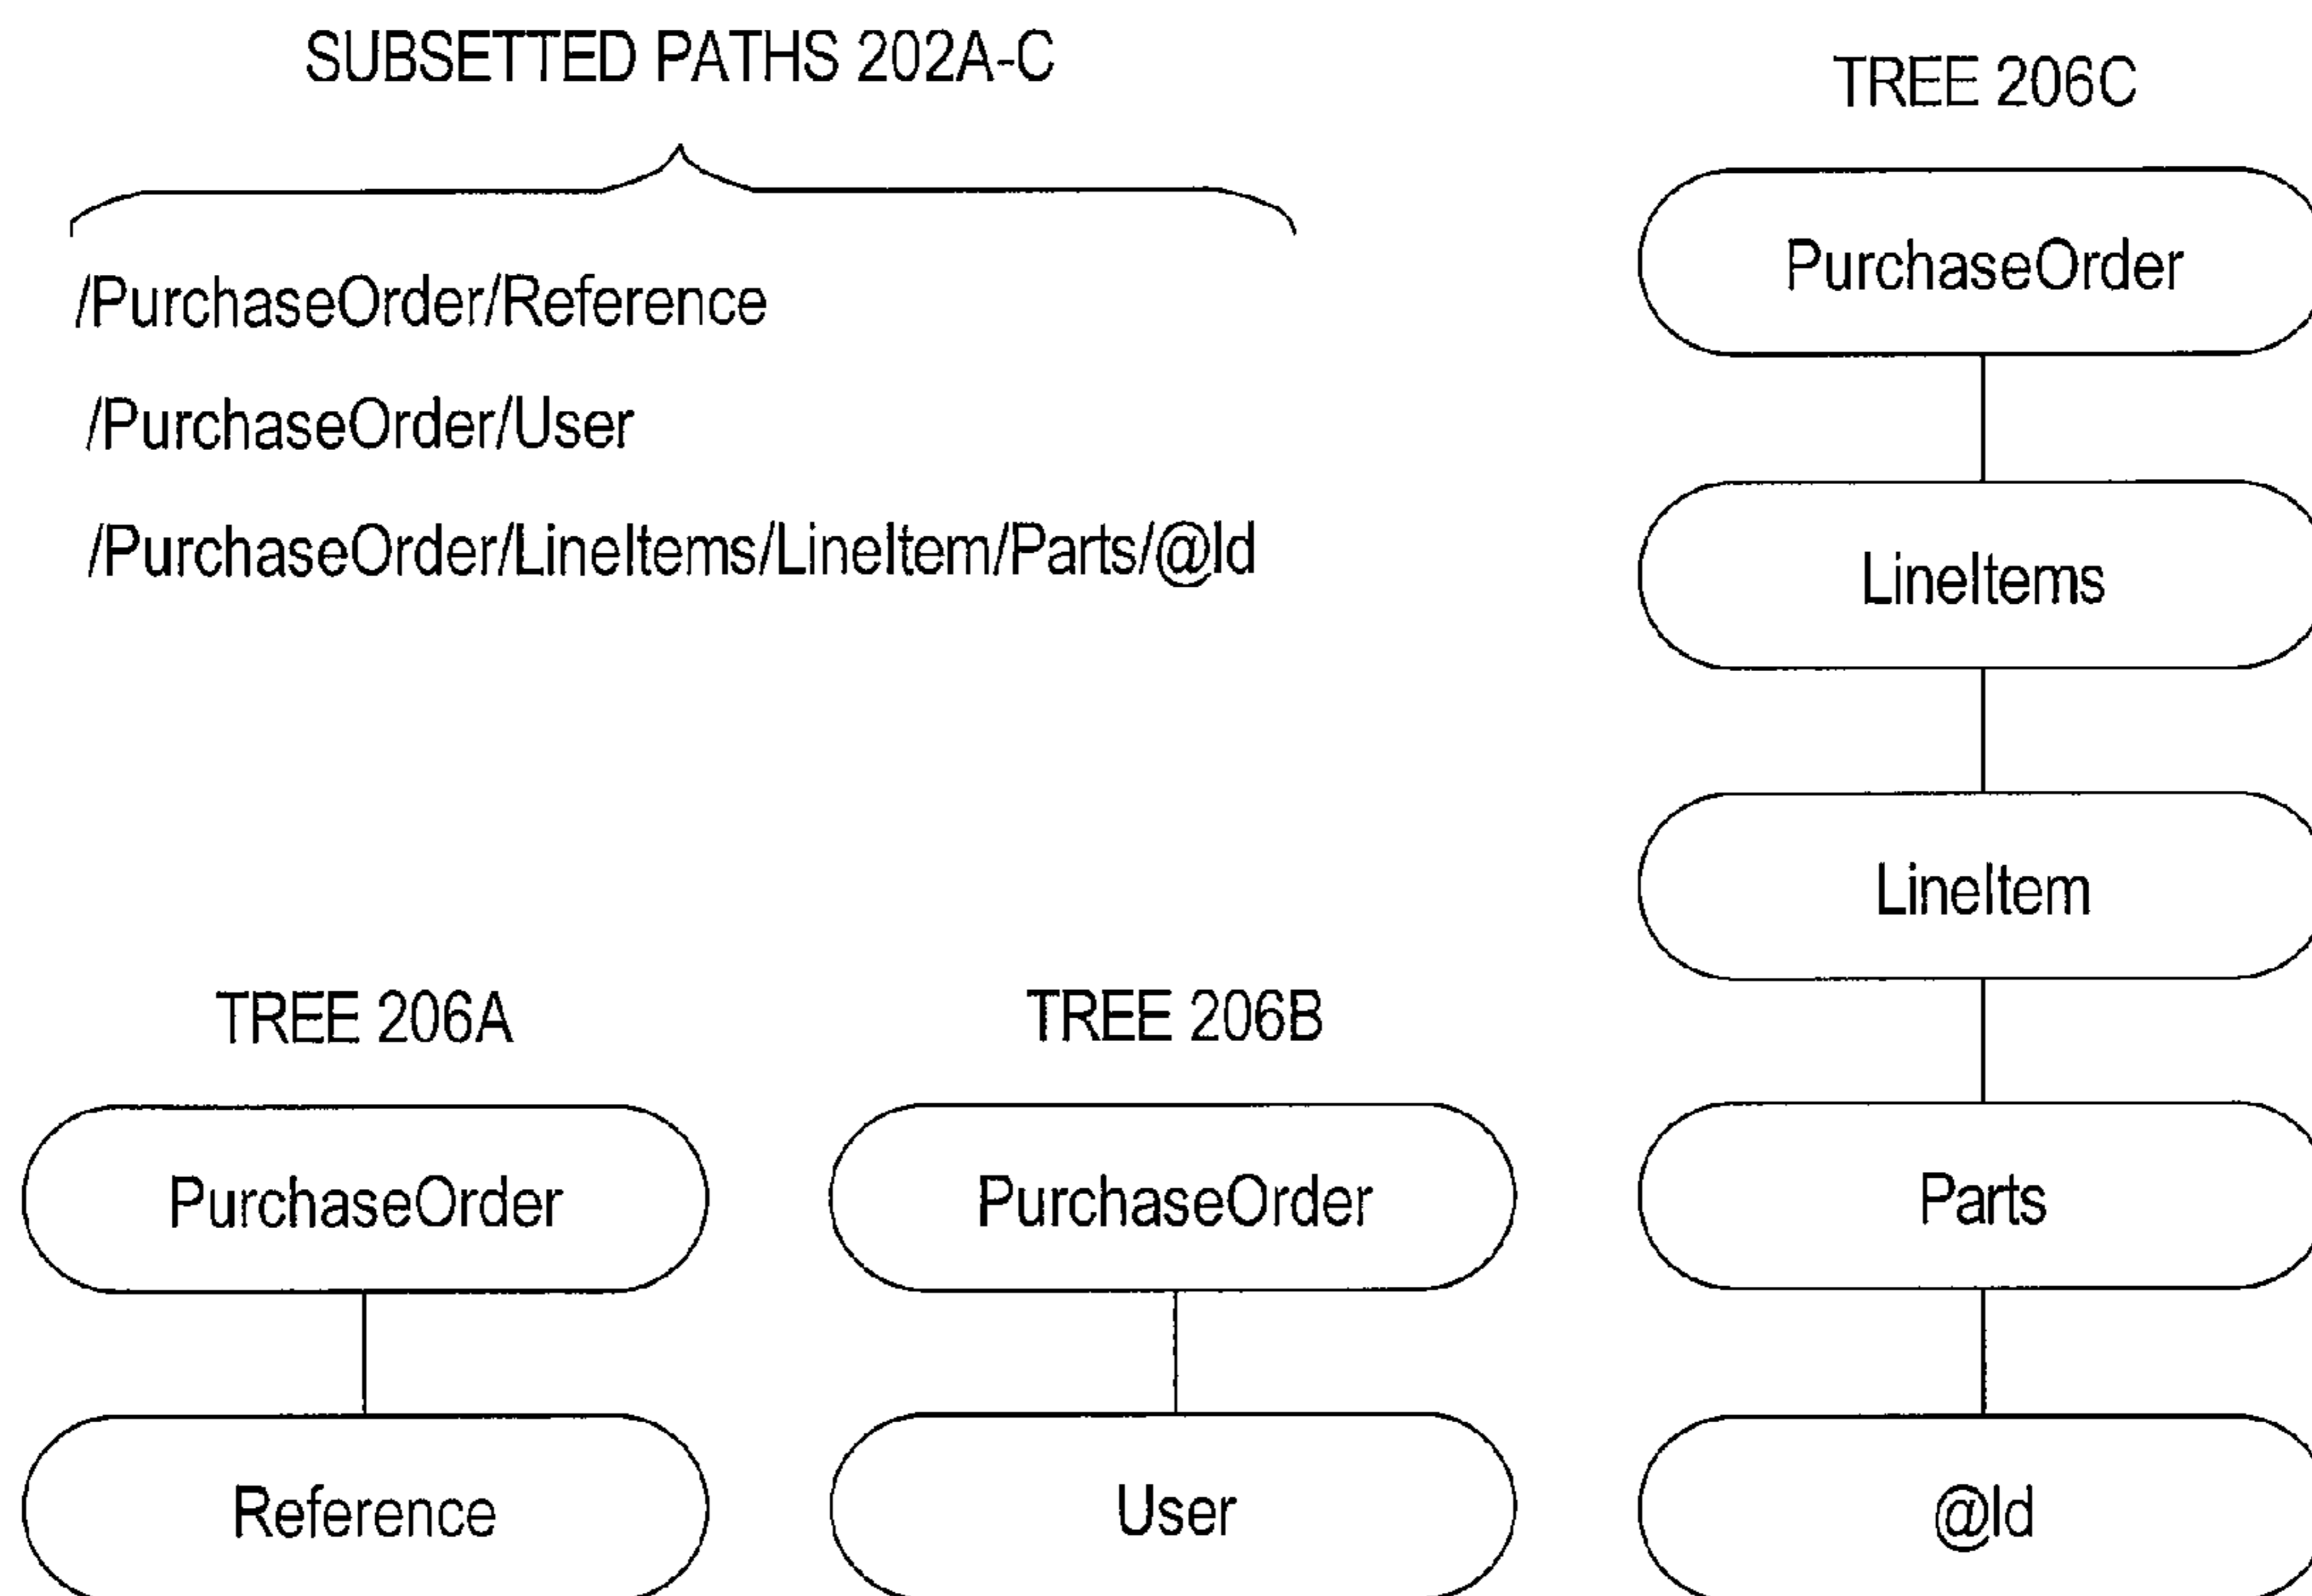 SUBSETTED PATHS 202A-C
/PurchaseOrder/Reference
/PurchaseOrder/User
/PurchaseOrder/LineItems/LineItem/Parts/@Id
TREE 206C
PurchaseOrder
LineItems
LineItem
Parts
@Id
TREE 206A
PurchaseOrder
Reference
TREE 206B
PurchaseOrder
User